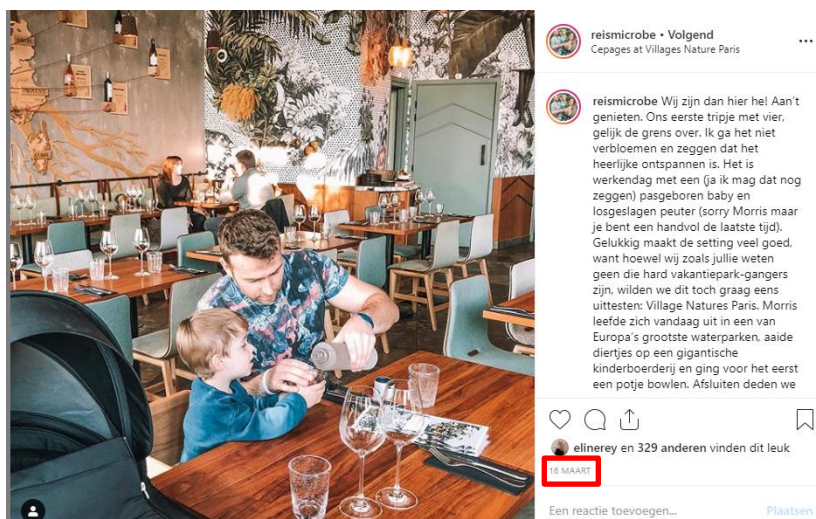 reismicrobe • Volgend
Cepages at Villages Nature Paris
reismicrobe Wij zijn dan hier he! Aan't
genieten. Ons eerste tripje met vier,
gelijk de grens over. Ik ga het niet
verbloemen en zeggen dat het
heerlijke ontspannen is. Het is
werkendag met een (ja ik mag dat nog
zeggen) pasgeboren baby en
losgeslagen peuter (sorry Morris maar
je bent een handvol de laatste tijd).
Gelukkig maakt de setting veel goed,
want hoewel wij zoals jullie weten
geen die hard vakantiepark-gangers
zijn, wilden we dit toch graag eens
uittesten: Village Natures Paris. Morris
leefde zich vandaag uit in een van
Europa's grootste waterparken, aaide
diertjes op een gigantische
kinderboerderij en ging voor het eerst
een potje bowlen. Afsluiten deden we
elinerey en 329 anderen vinden dit leuk
16 MAART
Een reactie toevoegen... Plaatsen